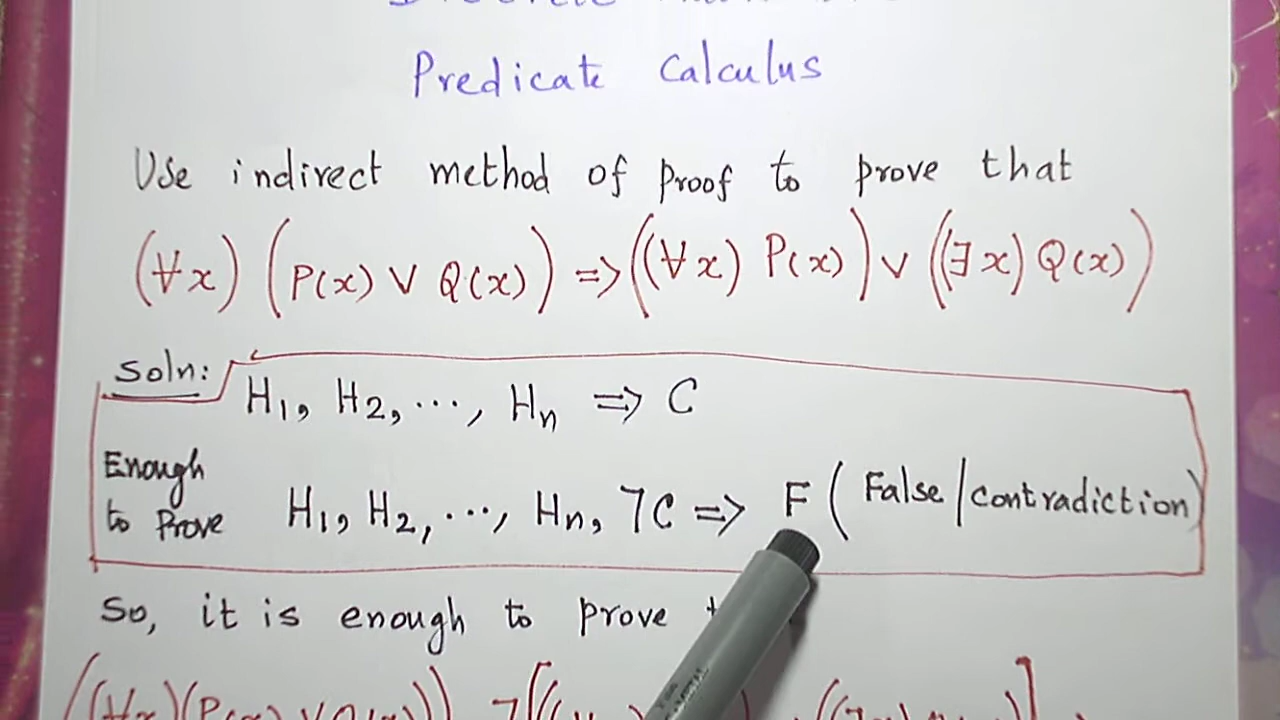 Predicate Calculus
Use indirect method of proof to prove that
(∀x) (P(x) ∨ Q(x)) => ((∀x) P(x)) ∨ ((∃x) Q(x))
Soln:
H₁, H₂, ..., Hₙ => C
Enough
to Prove
H₁, H₂, ..., Hₙ, ⅂C => F (False/contradiction)
So, it is enough to prove
((∀x)(P(x) ∨ Q(x)) ⅂[((